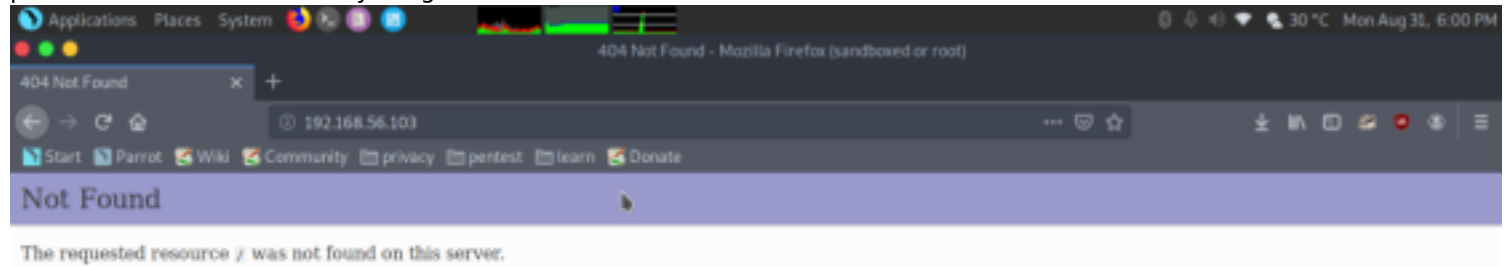 Applications Places System 30 °C Mon Aug 31, 6:00 PM
404 Not Found - Mozilla Firefox (sandboxed or root)
404 Not Found × +
192.168.56.103
Start Parrot Wiki Community privacy pentest learn Donate
Not Found
The requested resource / was not found on this server.